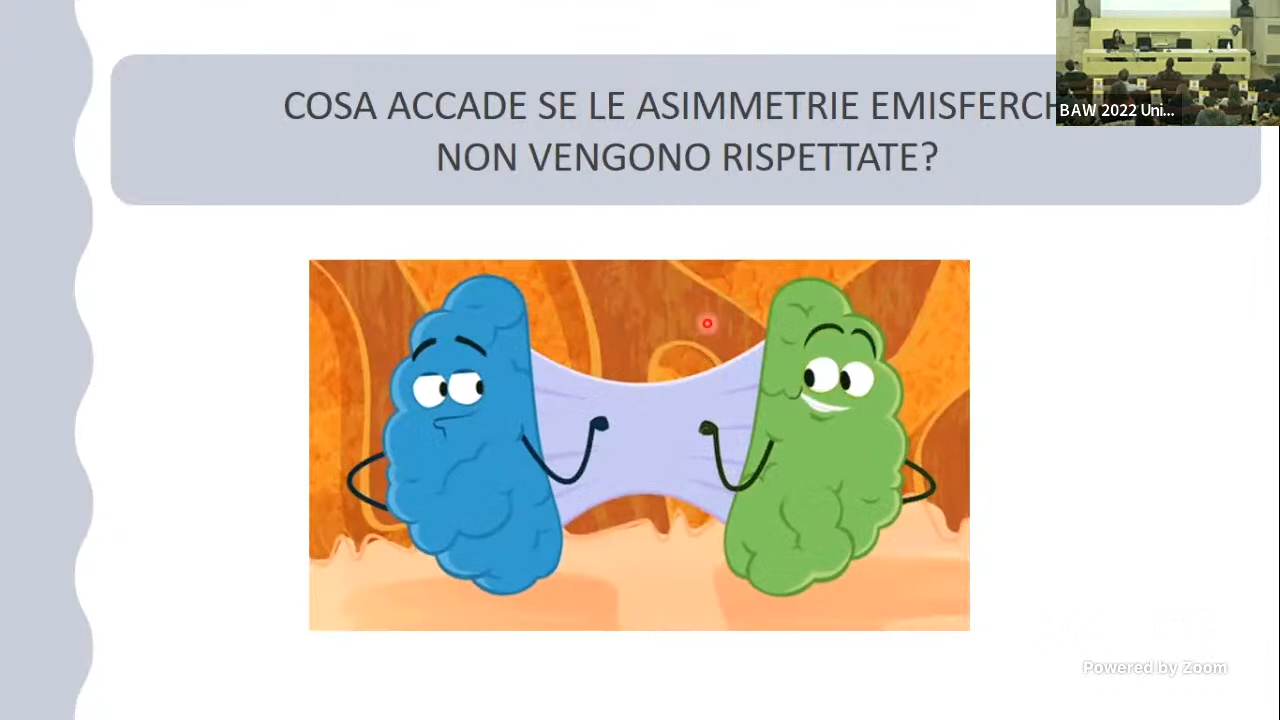 COSA ACCADE SE LE ASIMMETRIE EMISFERCH
NON VENGONO RISPETTATE?
BAW 2022 Uni...
Powered by Zoom